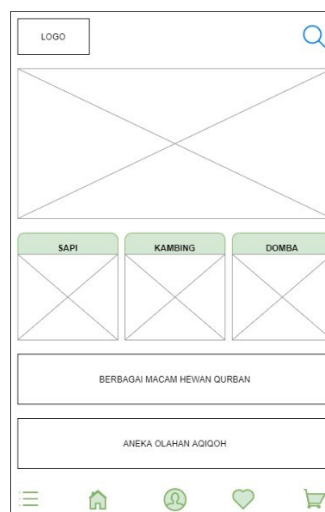 LOGO
SAPI
KAMBING
DOMBA
BERBAGAI MACAM HEWAN QURBAN
ANEKA OLAHAN AQIQOH